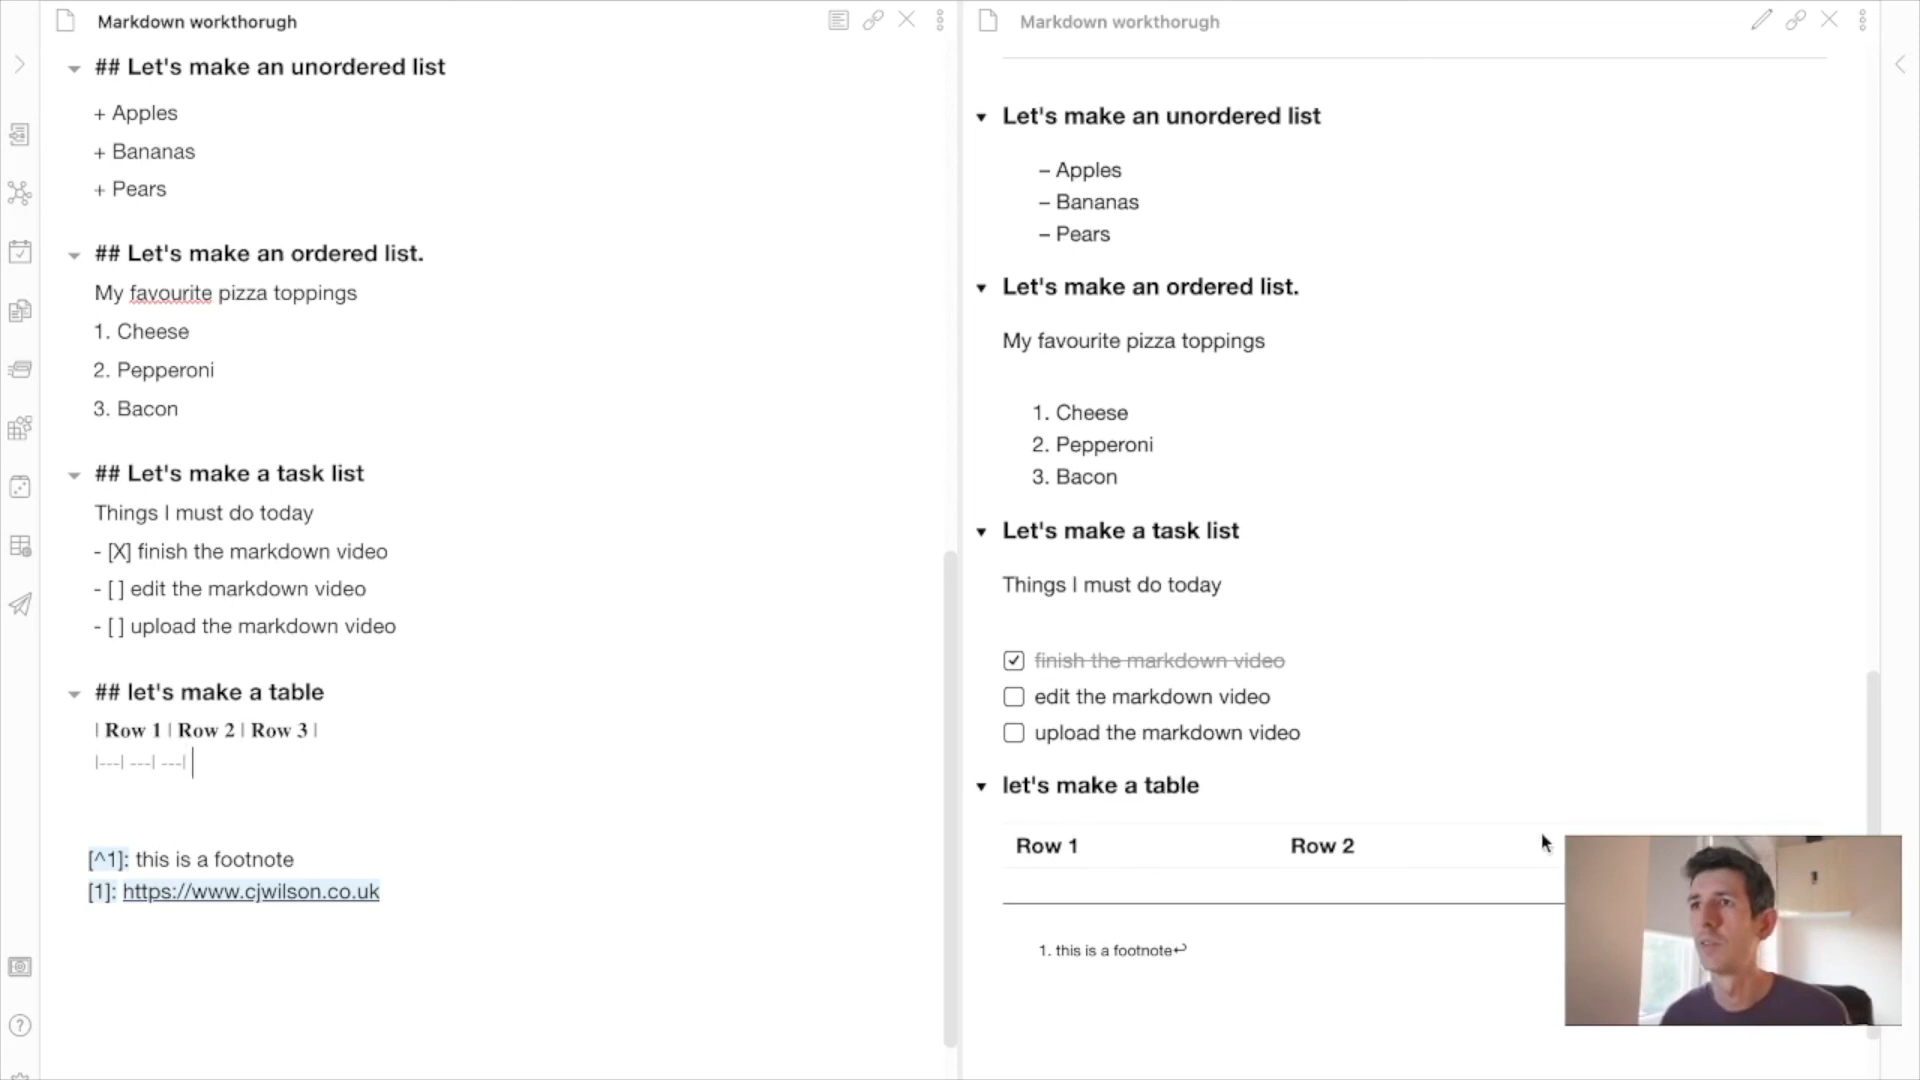 Markdown workthorugh
## Let's make an unordered list
+ Apples
+ Bananas
+ Pears
## Let's make an ordered list.
My favourite pizza toppings
1. Cheese
2. Pepperoni
3. Bacon
## Let's make a task list
Things I must do today
- [X] finish the markdown video
- [ ] edit the markdown video
- [ ] upload the markdown video
## let's make a table
| Row 1 | Row 2 | Row 3 |
|---| ---| ---|
[^1]: this is a footnote
[1]: https://www.cjwilson.co.uk
Markdown workthorugh
Let's make an unordered list
– Apples
– Bananas
– Pears
Let's make an ordered list.
My favourite pizza toppings
1. Cheese
2. Pepperoni
3. Bacon
Let's make a task list
Things I must do today
finish the markdown video
edit the markdown video
upload the markdown video
let's make a table
Row 1 Row 2
1. this is a footnote↩